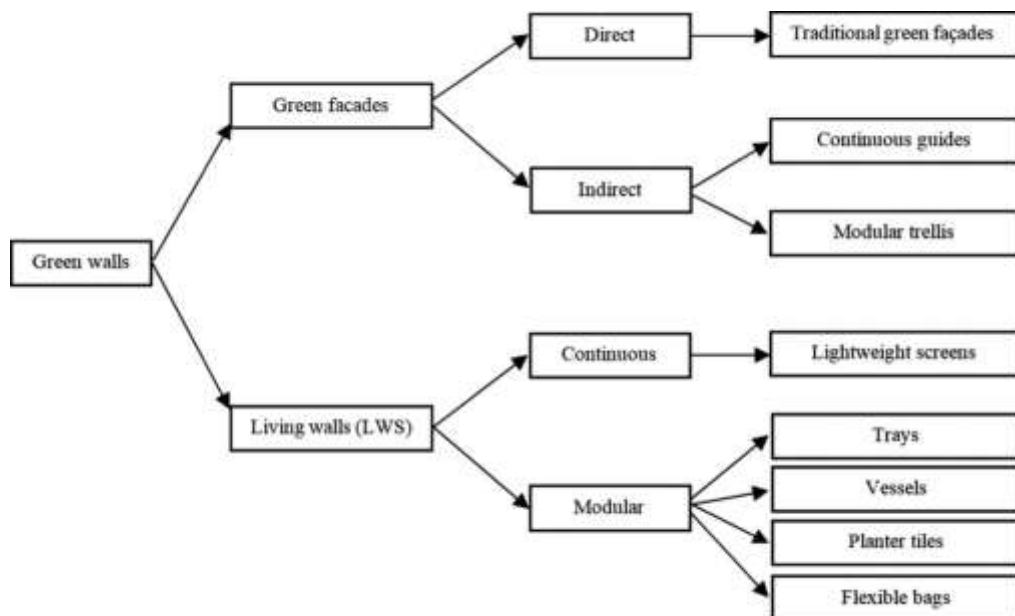 Direct
Traditional green façades
Green facades
Continuous guides
Indirect
Modular trellis
Green walls
Continuous
Lightweight screens
Living walls (LWS)
Trays
Vessels
Modular
Planter tiles
Flexible bags